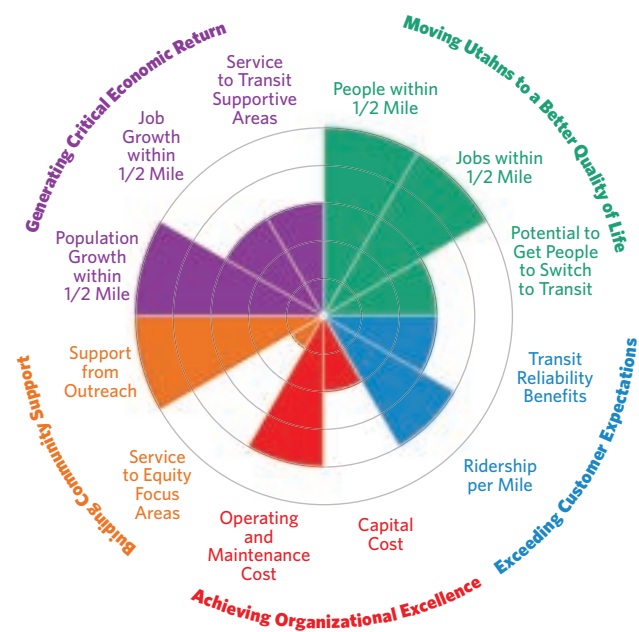 Generating Critical Economic Return
Moving Utahns to a Better Quality of Life
Service
to Transit
Supportive
Areas
People within
1/2 Mile
Job
Growth
within
1/2 Mile
Jobs within
1/2 Mile
Population
Growth
within
1/2 Mile
Potential to
Get People
to Switch
to Transit
Support
from
Outreach
Transit
Reliability
Benefits
Service
to Equity
Focus
Areas
Ridership
per Mile
Operating
and
Maintenance
Cost
Capital
Cost
Buiding Community Support
Exceeding Customer Expectations
Achieving Organizational Excellence